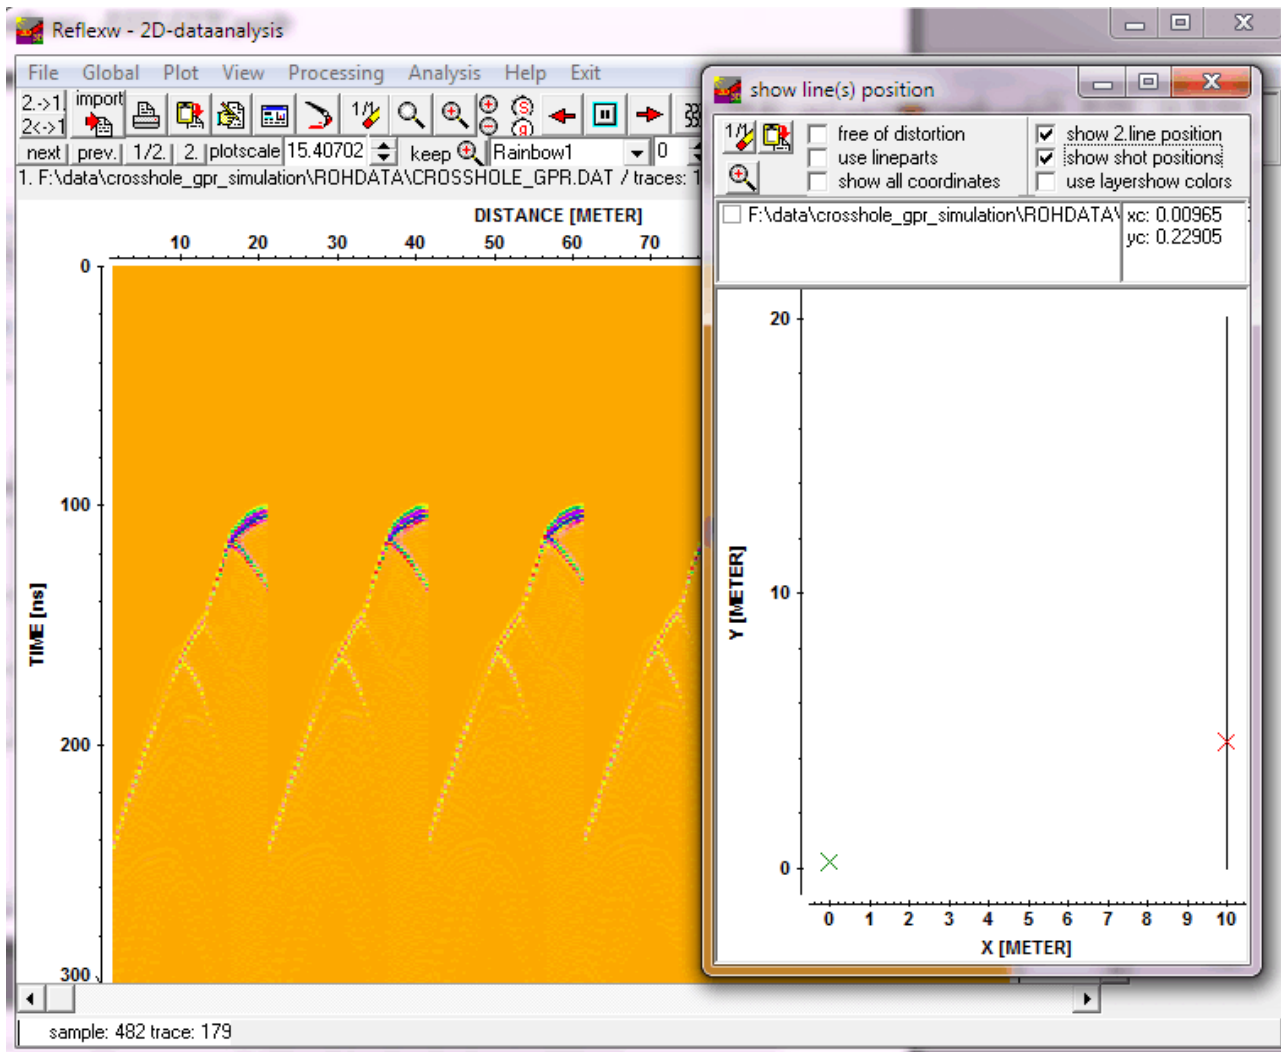 Reflexw - 2D-dataanalysis
File Global Plot View Processing Analysis Help Exit
2.->1.
2<->1
import
1/1
next prev. 1/2. 2. plotscale 15.40702 keep Rainbow1 0
1. F:\data\crosshole_gpr_simulation\ROHDATA\CROSSHOLE_GPR.DAT / traces: 1
DISTANCE [METER]
10 20 30 40 50 60 70
TIME [ns]
0
100
200
300
sample: 482 trace: 179
show line(s) position
1/1
free of distortion
use lineparts
show all coordinates
show 2.line position
show shot positions
use layershow colors
F:\data\crosshole_gpr_simulation\ROHDATA\
xc: 0.00965
yc: 0.22905
Y [METER]
20
10
0
0 1 2 3 4 5 6 7 8 9 10
X [METER]